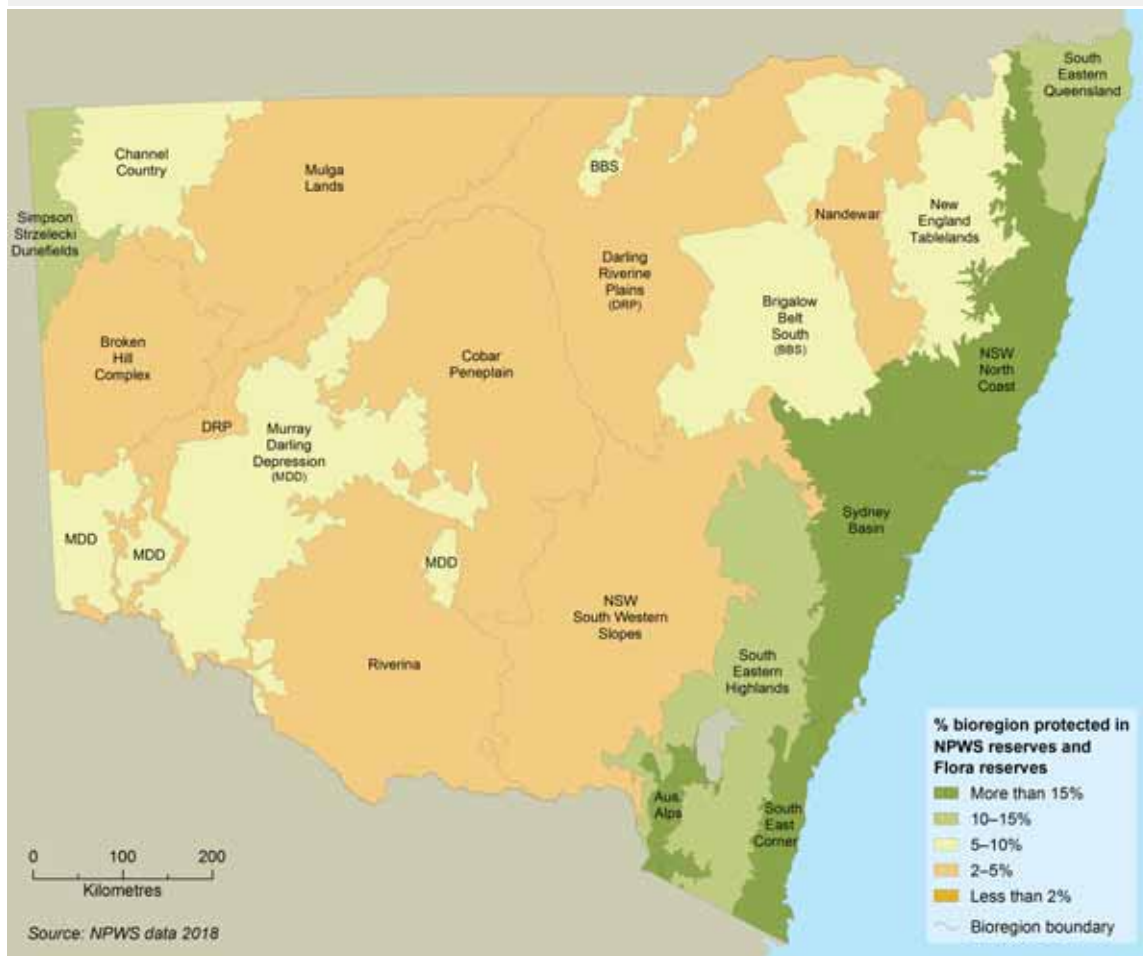 South
Eastern
Queensland
Channel
Country
Mulga
Lands
BBS
Simpson
Strzelecki
Dunefields
Nandewar
New
England
Tablelands
Darling
Riverine
Plains
(DRP)
Broken
Hill
Complex
Brigalow
Belt
South
(BBS)
Cobar
Peneplain
NSW
North
Coast
DRP
Murray
Darling
Depression
(MDD)
MDD
MDD
MDD
Sydney
Basin
NSW
South Western
Slopes
Riverina
South
Eastern
Highlands
Aus.
Alps
South
East
Corner
% bioregion protected in
NPWS reserves and
Flora reserves
More than 15%
10–15%
5–10%
2–5%
Less than 2%
Bioregion boundary
0 100 200
Kilometres
Source: NPWS data 2018